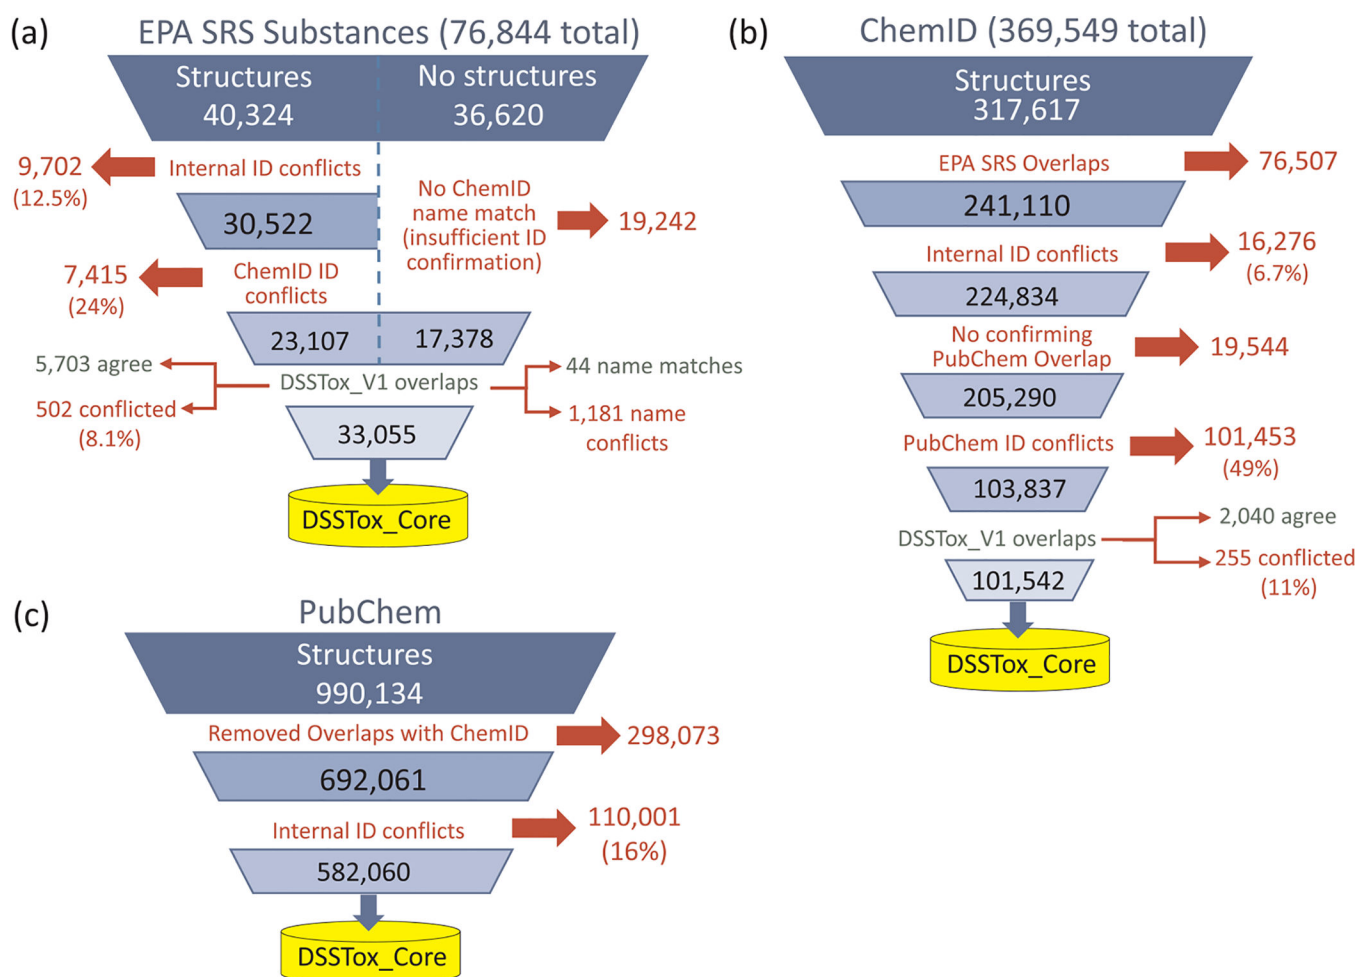 (a)
EPA SRS Substances (76,844 total)
Structures
40,324
No structures
36,620
9,702
(12.5%)
Internal ID conflicts
30,522
No ChemID
name match
(insufficient ID
confirmation)
19,242
7,415
(24%)
ChemID ID
conflicts
23,107
17,378
5,703 agree
502 conflicted
(8.1%)
DSSTox_V1 overlaps
44 name matches
1,181 name
conflicts
33,055
DSSTox_Core
(b)
ChemID (369,549 total)
Structures
317,617
EPA SRS Overlaps
76,507
241,110
Internal ID conflicts
16,276
(6.7%)
224,834
No confirming
PubChem Overlap
19,544
205,290
PubChem ID conflicts
101,453
(49%)
103,837
DSSTox_V1 overlaps
2,040 agree
255 conflicted
(11%)
101,542
DSSTox_Core
(c)
PubChem
Structures
990,134
Removed Overlaps with ChemID
298,073
692,061
Internal ID conflicts
110,001
(16%)
582,060
DSSTox_Core